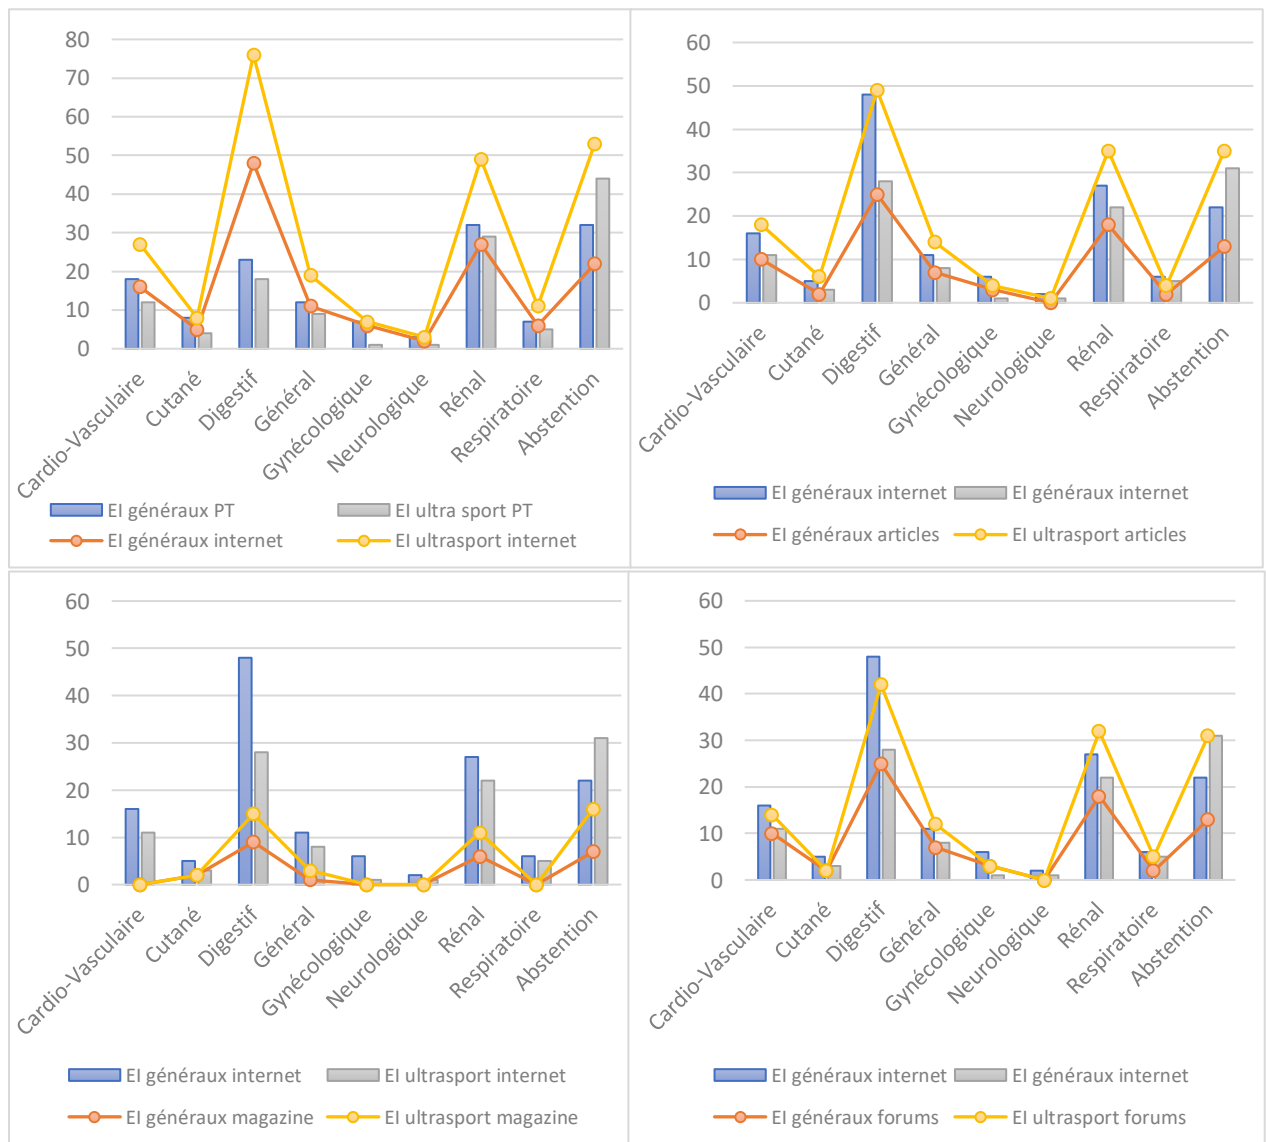 80
70
60
50
40
30
20
10
0
Cardio-Vasculaire
Cutané
Digestif
Général
Gynécologique
Neurologique
Rénal
Respiratoire
Abstention
EI généraux PT EI ultra sport PT
EI généraux internet EI ultrasport internet
60
50
40
30
20
10
0
Cardio-Vasculaire
Cutané
Digestif
Général
Gynécologique
Neurologique
Rénal
Respiratoire
Abstention
EI généraux internet EI généraux internet
EI généraux articles EI ultrasport articles
60
50
40
30
20
10
0
Cardio-Vasculaire
Cutané
Digestif
Général
Gynécologique
Neurologique
Rénal
Respiratoire
Abstention
EI généraux internet EI ultrasport internet
EI généraux magazine EI ultrasport magazine
60
50
40
30
20
10
0
Cardio-Vasculaire
Cutané
Digestif
Général
Gynécologique
Neurologique
Rénal
Respiratoire
Abstention
EI généraux internet EI généraux internet
EI généraux forums EI ultrasport forums